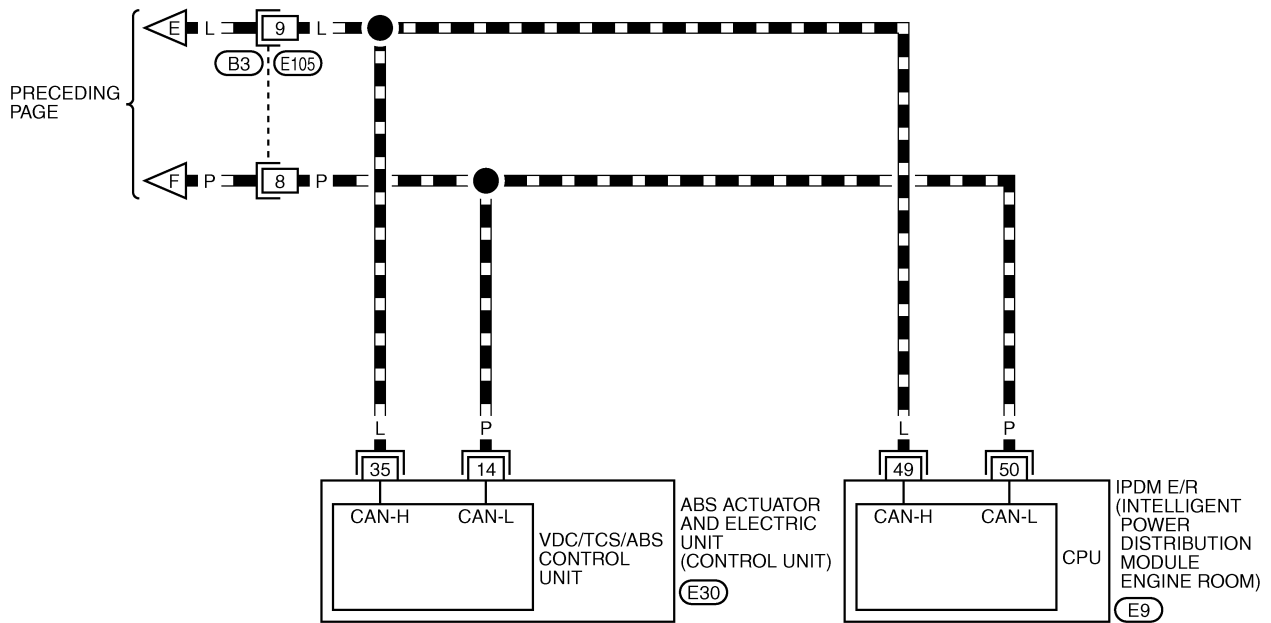 E L 9 L
B3 E105
PRECEDING
PAGE
F P 8 P
L P L P
35 14 49 50
CAN-H CAN-L
VDC/TCS/ABS
CONTROL
UNIT
ABS ACTUATOR
AND ELECTRIC
UNIT
(CONTROL UNIT)
E30
CAN-H CAN-L
CPU
IPDM E/R
(INTELLIGENT
POWER
DISTRIBUTION
MODULE
ENGINE ROOM)
E9